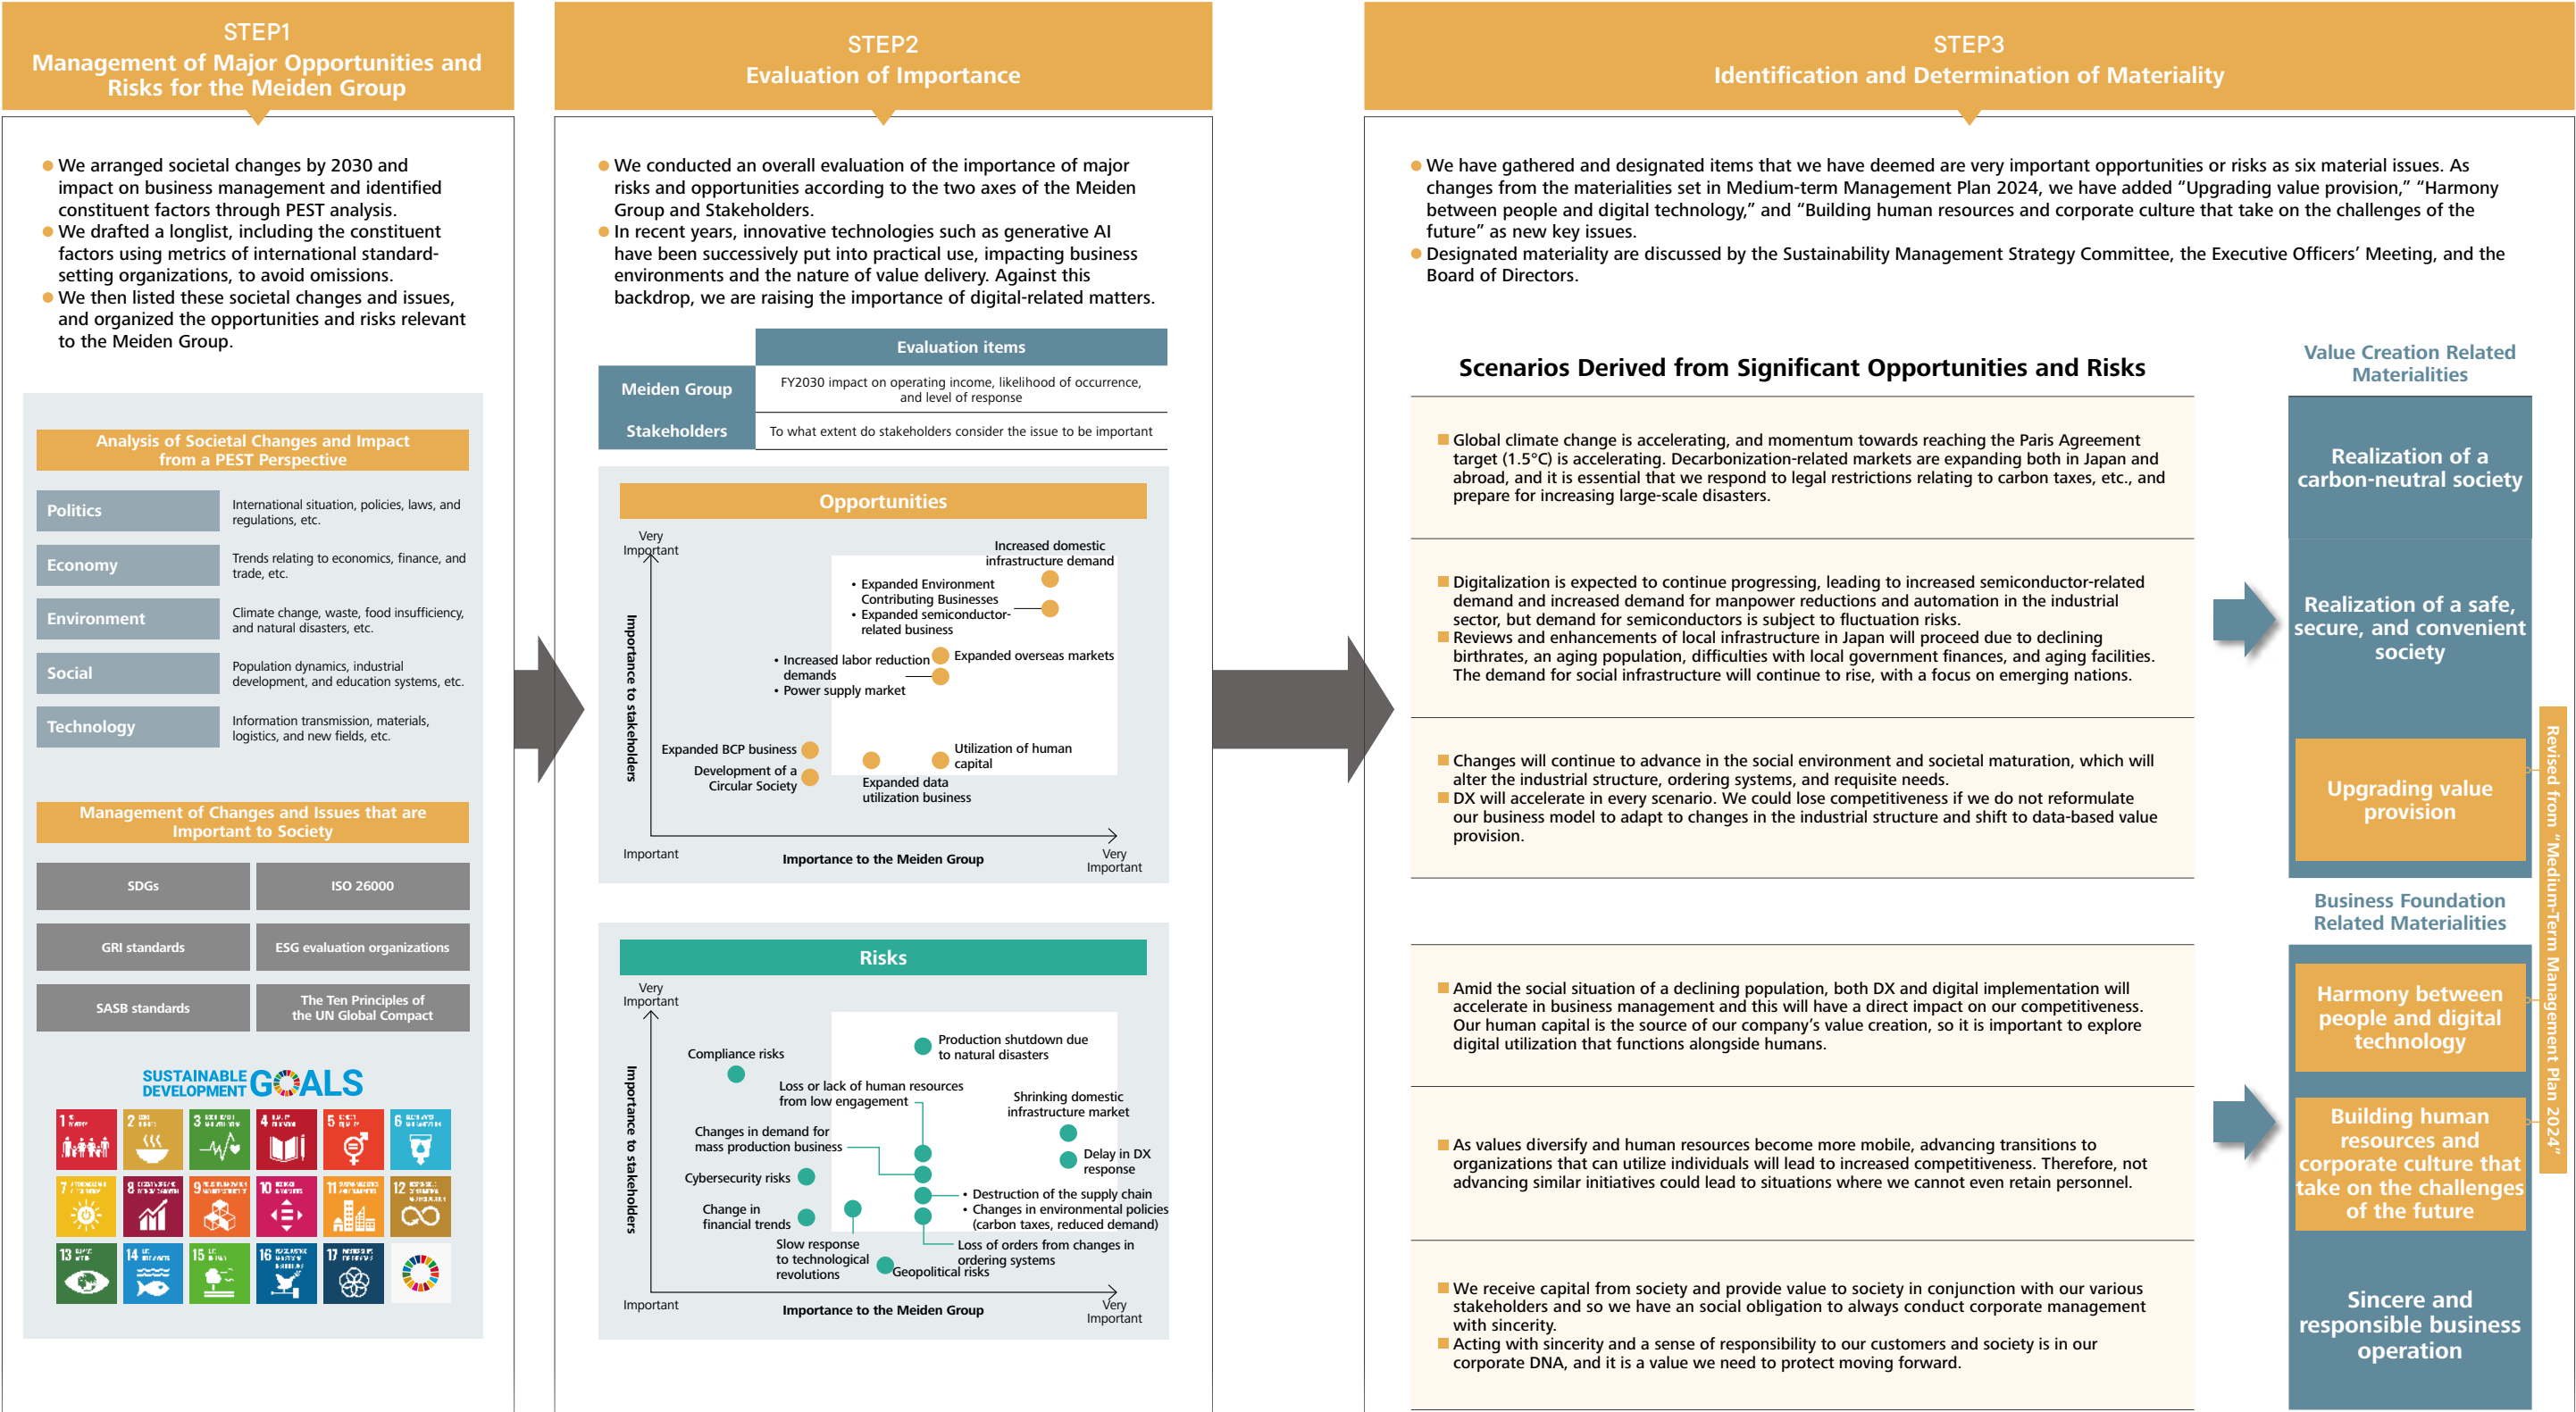 STEP1
Management of Major Opportunities and
Risks for the Meiden Group
We arranged societal changes by 2030 and
impact on business management and identified
constituent factors through PEST analysis.
We drafted a longlist, including the constituent
factors using metrics of international standard-
setting organizations, to avoid omissions.
We then listed these societal changes and issues,
and organized the opportunities and risks relevant
to the Meiden Group.
Analysis of Societal Changes and Impact
from a PEST Perspective
Politics
International situation, policies, laws, and
regulations, etc.
Economy
Trends relating to economics, finance, and
trade, etc.
Environment
Climate change, waste, food insufficiency,
and natural disasters, etc.
Social
Population dynamics, industrial
development, and education systems, etc.
Technology
Information transmission, materials,
logistics, and new fields, etc.
Management of Changes and Issues that are
Important to Society
SDGs
ISO 26000
GRI standards
ESG evaluation organizations
SASB standards
The Ten Principles of
the UN Global Compact
SUSTAINABLE
DEVELOPMENT GOALS
1
2
3
4
5
6
7
8
9
10
11
12
13
14
15
16
17
STEP2
Evaluation of Importance
We conducted an overall evaluation of the importance of major
risks and opportunities according to the two axes of the Meiden
Group and Stakeholders.
In recent years, innovative technologies such as generative AI
have been successively put into practical use, impacting business
environments and the nature of value delivery. Against this
backdrop, we are raising the importance of digital-related matters.
Evaluation items
Meiden Group
FY2030 impact on operating income, likelihood of occurrence,
and level of response
Stakeholders
To what extent do stakeholders consider the issue to be important
Opportunities
Very
Important
Importance to stakeholders
Increased domestic
infrastructure demand
• Expanded Environment
Contributing Businesses
• Expanded semiconductor-
related business
• Increased labor reduction
demands
• Power supply market
Expanded overseas markets
Expanded BCP business
Development of a
Circular Society
Expanded data
utilization business
Utilization of human
capital
Important
Importance to the Meiden Group
Very
Important
Risks
Very
Important
Importance to stakeholders
Production shutdown due
to natural disasters
Compliance risks
Loss or lack of human resources
from low engagement
Shrinking domestic
infrastructure market
Changes in demand for
mass production business
Delay in DX
response
Cybersecurity risks
• Destruction of the supply chain
• Changes in environmental policies
(carbon taxes, reduced demand)
Change in
financial trends
Slow response
to technological
revolutions
Loss of orders from changes in
ordering systems
Geopolitical risks
Important
Importance to the Meiden Group
Very
Important
STEP3
Identification and Determination of Materiality
We have gathered and designated items that we have deemed are very important opportunities or risks as six material issues. As
changes from the materialities set in Medium-term Management Plan 2024, we have added “Upgrading value provision,” “Harmony
between people and digital technology,” and “Building human resources and corporate culture that take on the challenges of the
future” as new key issues.
Designated materiality are discussed by the Sustainability Management Strategy Committee, the Executive Officers’ Meeting, and the
Board of Directors.
Scenarios Derived from Significant Opportunities and Risks
Global climate change is accelerating, and momentum towards reaching the Paris Agreement
target (1.5°C) is accelerating. Decarbonization-related markets are expanding both in Japan and
abroad, and it is essential that we respond to legal restrictions relating to carbon taxes, etc., and
prepare for increasing large-scale disasters.
Digitalization is expected to continue progressing, leading to increased semiconductor-related
demand and increased demand for manpower reductions and automation in the industrial
sector, but demand for semiconductors is subject to fluctuation risks.
Reviews and enhancements of local infrastructure in Japan will proceed due to declining
birthrates, an aging population, difficulties with local government finances, and aging facilities.
The demand for social infrastructure will continue to rise, with a focus on emerging nations.
Changes will continue to advance in the social environment and societal maturation, which will
alter the industrial structure, ordering systems, and requisite needs.
DX will accelerate in every scenario. We could lose competitiveness if we do not reformulate
our business model to adapt to changes in the industrial structure and shift to data-based value
provision.
Amid the social situation of a declining population, both DX and digital implementation will
accelerate in business management and this will have a direct impact on our competitiveness.
Our human capital is the source of our company’s value creation, so it is important to explore
digital utilization that functions alongside humans.
As values diversify and human resources become more mobile, advancing transitions to
organizations that can utilize individuals will lead to increased competitiveness. Therefore, not
advancing similar initiatives could lead to situations where we cannot even retain personnel.
We receive capital from society and provide value to society in conjunction with our various
stakeholders and so we have an social obligation to always conduct corporate management
with sincerity.
Acting with sincerity and a sense of responsibility to our customers and society is in our
corporate DNA, and it is a value we need to protect moving forward.
Value Creation Related
Materialities
Realization of a
carbon-neutral society
Realization of a safe,
secure, and convenient
society
Upgrading value
provision
Business Foundation
Related Materialities
Harmony between
people and digital
technology
Building human
resources and
corporate culture that
take on the challenges
of the future
Sincere and
responsible business
operation
Revised from “Medium-Term Management Plan 2024”